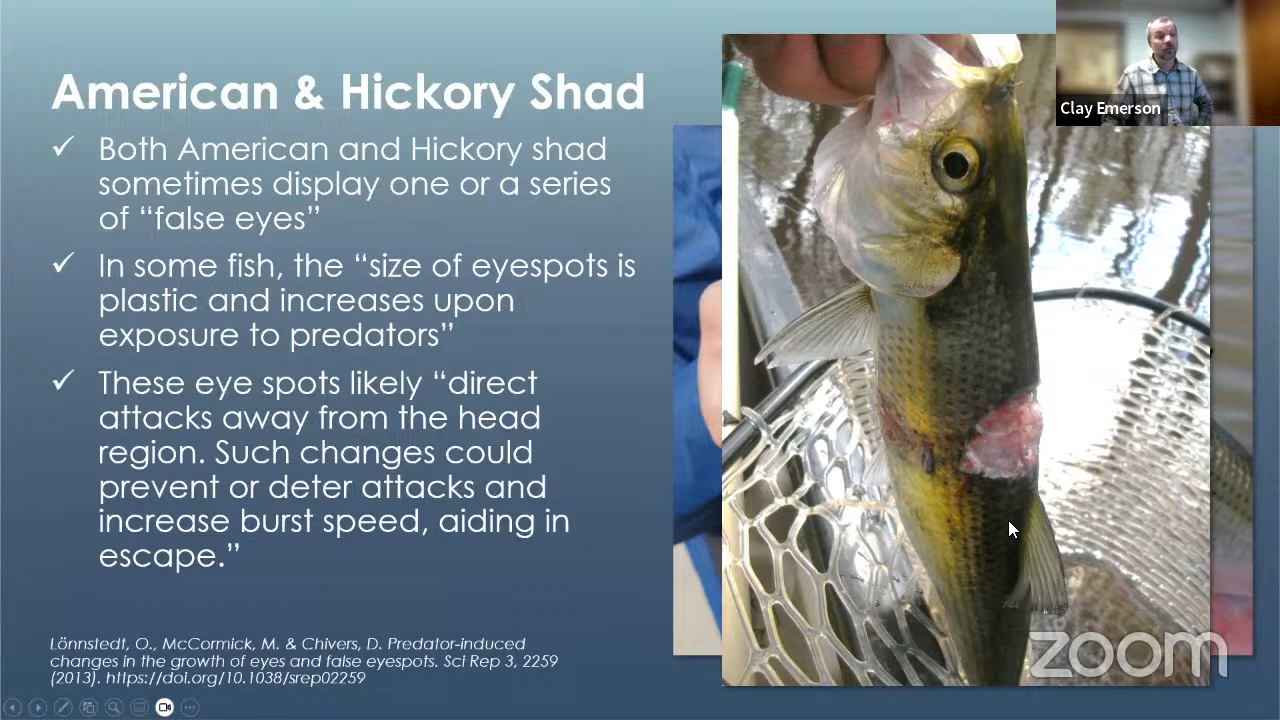 American & Hickory Shad
✓ Both American and Hickory shad
sometimes display one or a series
of “false eyes”
✓ In some fish, the “size of eyespots is
plastic and increases upon
exposure to predators”
✓ These eye spots likely “direct
attacks away from the head
region. Such changes could
prevent or deter attacks and
increase burst speed, aiding in
escape.”
Lönnstedt, O., McCormick, M. & Chivers, D. Predator-induced
changes in the growth of eyes and false eyespots. Sci Rep 3, 2259
(2013). https://doi.org/10.1038/srep02259
Clay Emerson
zoom